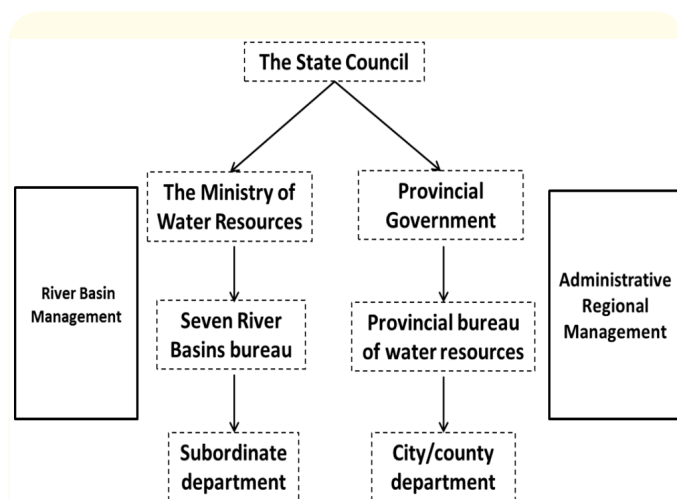 The State Council
The Ministry of
Water Resources
Provincial
Government
River Basin
Management
Seven River
Basins bureau
Provincial bureau
of water resources
Administrative
Regional
Management
Subordinate
department
City/county
department